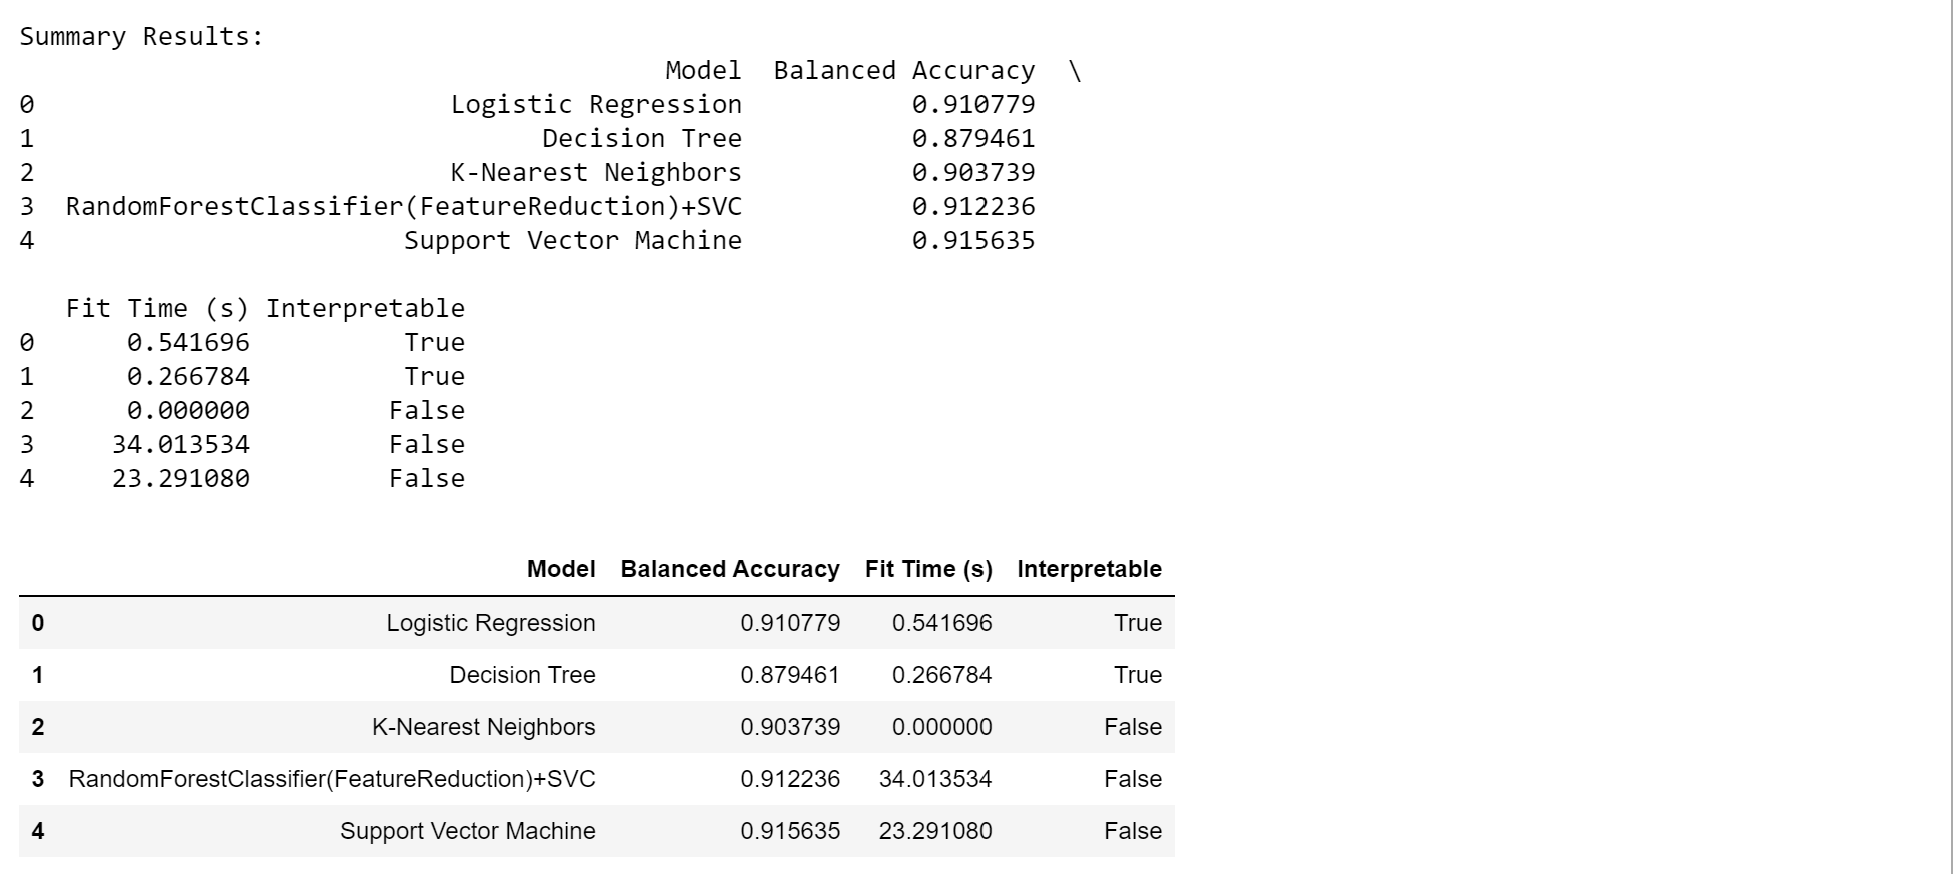 Summary Results:
Model Balanced Accuracy \
0 Logistic Regression 0.910779
1 Decision Tree 0.879461
2 K-Nearest Neighbors 0.903739
3 RandomForestClassifier(FeatureReduction)+SVC 0.912236
4 Support Vector Machine 0.915635
Fit Time (s) Interpretable
0 0.541696 True
1 0.266784 True
2 0.000000 False
3 34.013534 False
4 23.291080 False
Model Balanced Accuracy Fit Time (s) Interpretable
0 Logistic Regression 0.910779 0.541696 True
1 Decision Tree 0.879461 0.266784 True
2 K-Nearest Neighbors 0.903739 0.000000 False
3 RandomForestClassifier(FeatureReduction)+SVC 0.912236 34.013534 False
4 Support Vector Machine 0.915635 23.291080 False